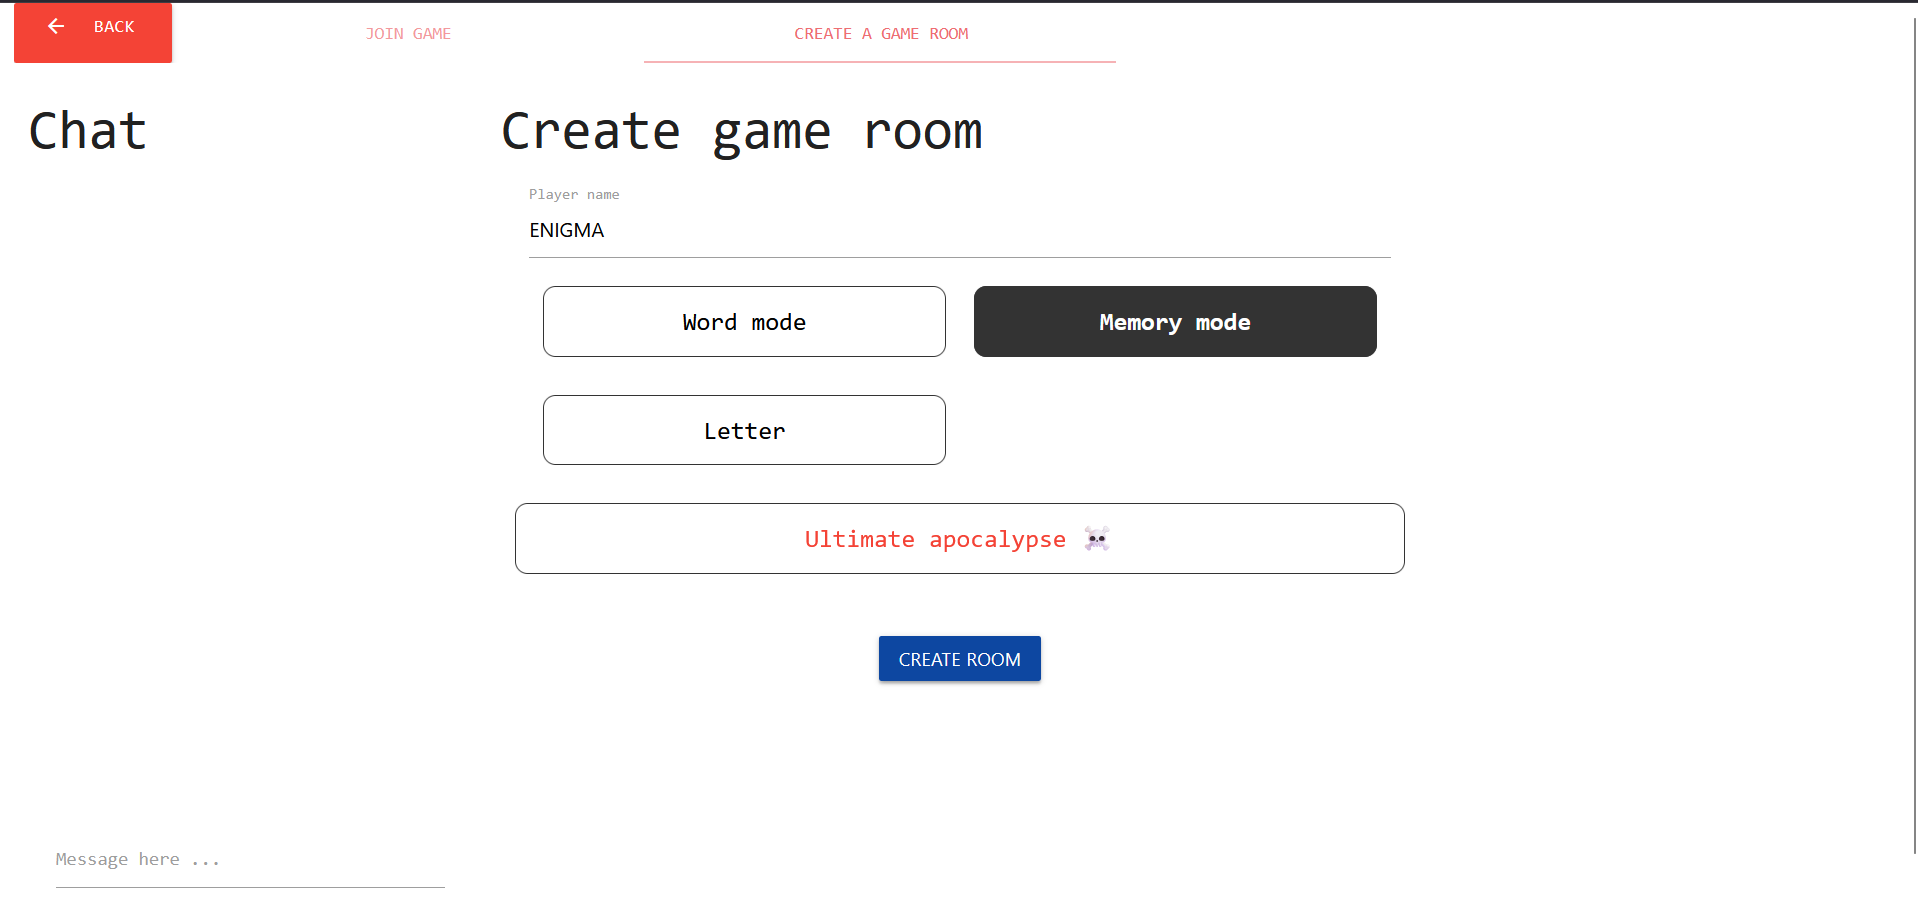 BACK
JOIN GAME
CREATE A GAME ROOM
Chat
Create game room
Player name
ENIGMA
Word mode
Memory mode
Letter
Ultimate apocalypse ☠️
CREATE ROOM
Message here ...